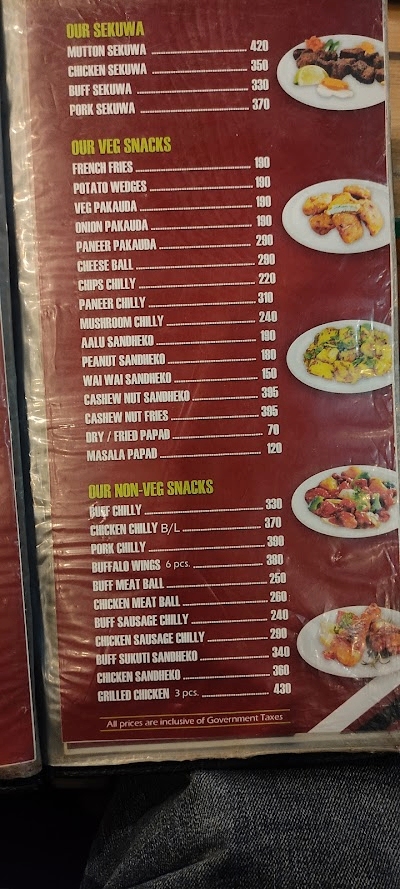 OUR SEKUWA
MUTTON SEKUWA 420
CHICKEN SEKUWA 350
BUFF SEKUWA 330
PORK SEKUWA 370
OUR VEG SNACKS
FRENCH FRIES 190
POTATO WEDGES 190
VEG PAKAUDA 190
ONION PAKAUDA 190
PANEER PAKAUDA 290
CHEESE BALL 290
CHIPS CHILLY 220
PANEER CHILLY 310
MUSHROOM CHILLY 240
AALU SANDHEKO 190
PEANUT SANDHEKO 180
WAI WAI SANDHEKO 150
CASHEW NUT SANDHEKO 395
CASHEW NUT FRIES 395
DRY / FRIED PAPAD 70
MASALA PAPAD 120
OUR NON-VEG SNACKS
BUFF CHILLY 330
CHICKEN CHILLY B/L 370
PORK CHILLY 390
BUFFALO WINGS 6 pcs. 380
BUFF MEAT BALL 250
CHICKEN MEAT BALL 260
BUFF SAUSAGE CHILLY 240
CHICKEN SAUSAGE CHILLY 290
BUFF SUKUTI SANDHEKO 340
CHICKEN SANDHEKO 360
GRILLED CHICKEN 3 pcs. 430
All prices are inclusive of Government Taxes